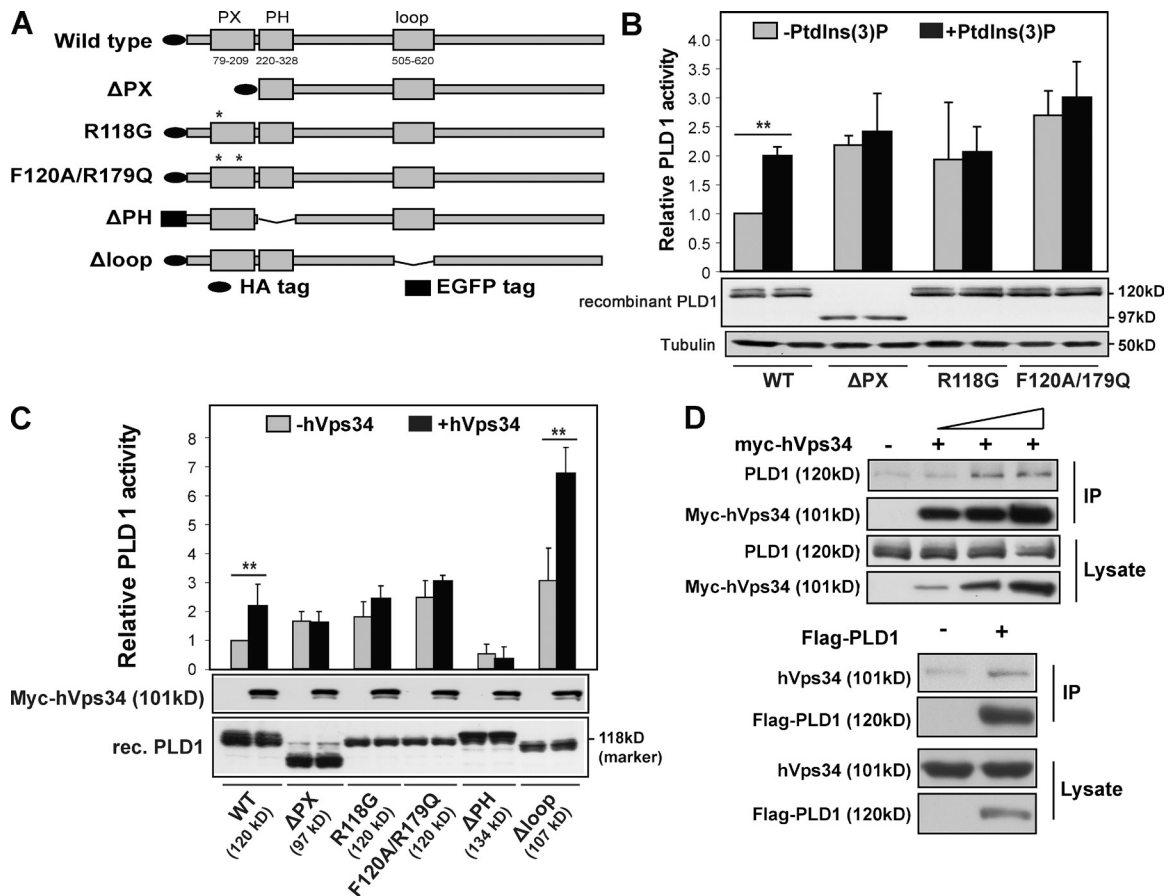 A
PX PH loop
Wild type
79-209 220-328 505-620
ΔPX
*
R118G
* *
F120A/R179Q
ΔPH
Δloop
HA tag EGFP tag
B
-PtdIns(3)P +PtdIns(3)P
Relative PLD1 activity
4.0
3.5
3.0
2.5
2.0
1.0
0.5
0
**
recombinant PLD1
120kD
97kD
Tubulin
50kD
WT ΔPX R118G F120A/179Q
C
-hVps34 +hVps34
Relative PLD1 activity
8
7
6
5
4
3
2
1
0
** **
Myc-hVps34 (101kD)
rec. PLD1
118kD
(marker)
WT
(120 kD)
ΔPX
(97 kD)
R118G
(120 kD)
F120A/R179Q
(120 kD)
ΔPH
(134 kD)
Δloop
(107 kD)
D
myc-hVps34 - + + +
PLD1 (120kD)
Myc-hVps34 (101kD)
IP
PLD1 (120kD)
Myc-hVps34 (101kD)
Lysate
Flag-PLD1 - +
hVps34 (101kD)
Flag-PLD1 (120kD)
IP
hVps34 (101kD)
Flag-PLD1 (120kD)
Lysate